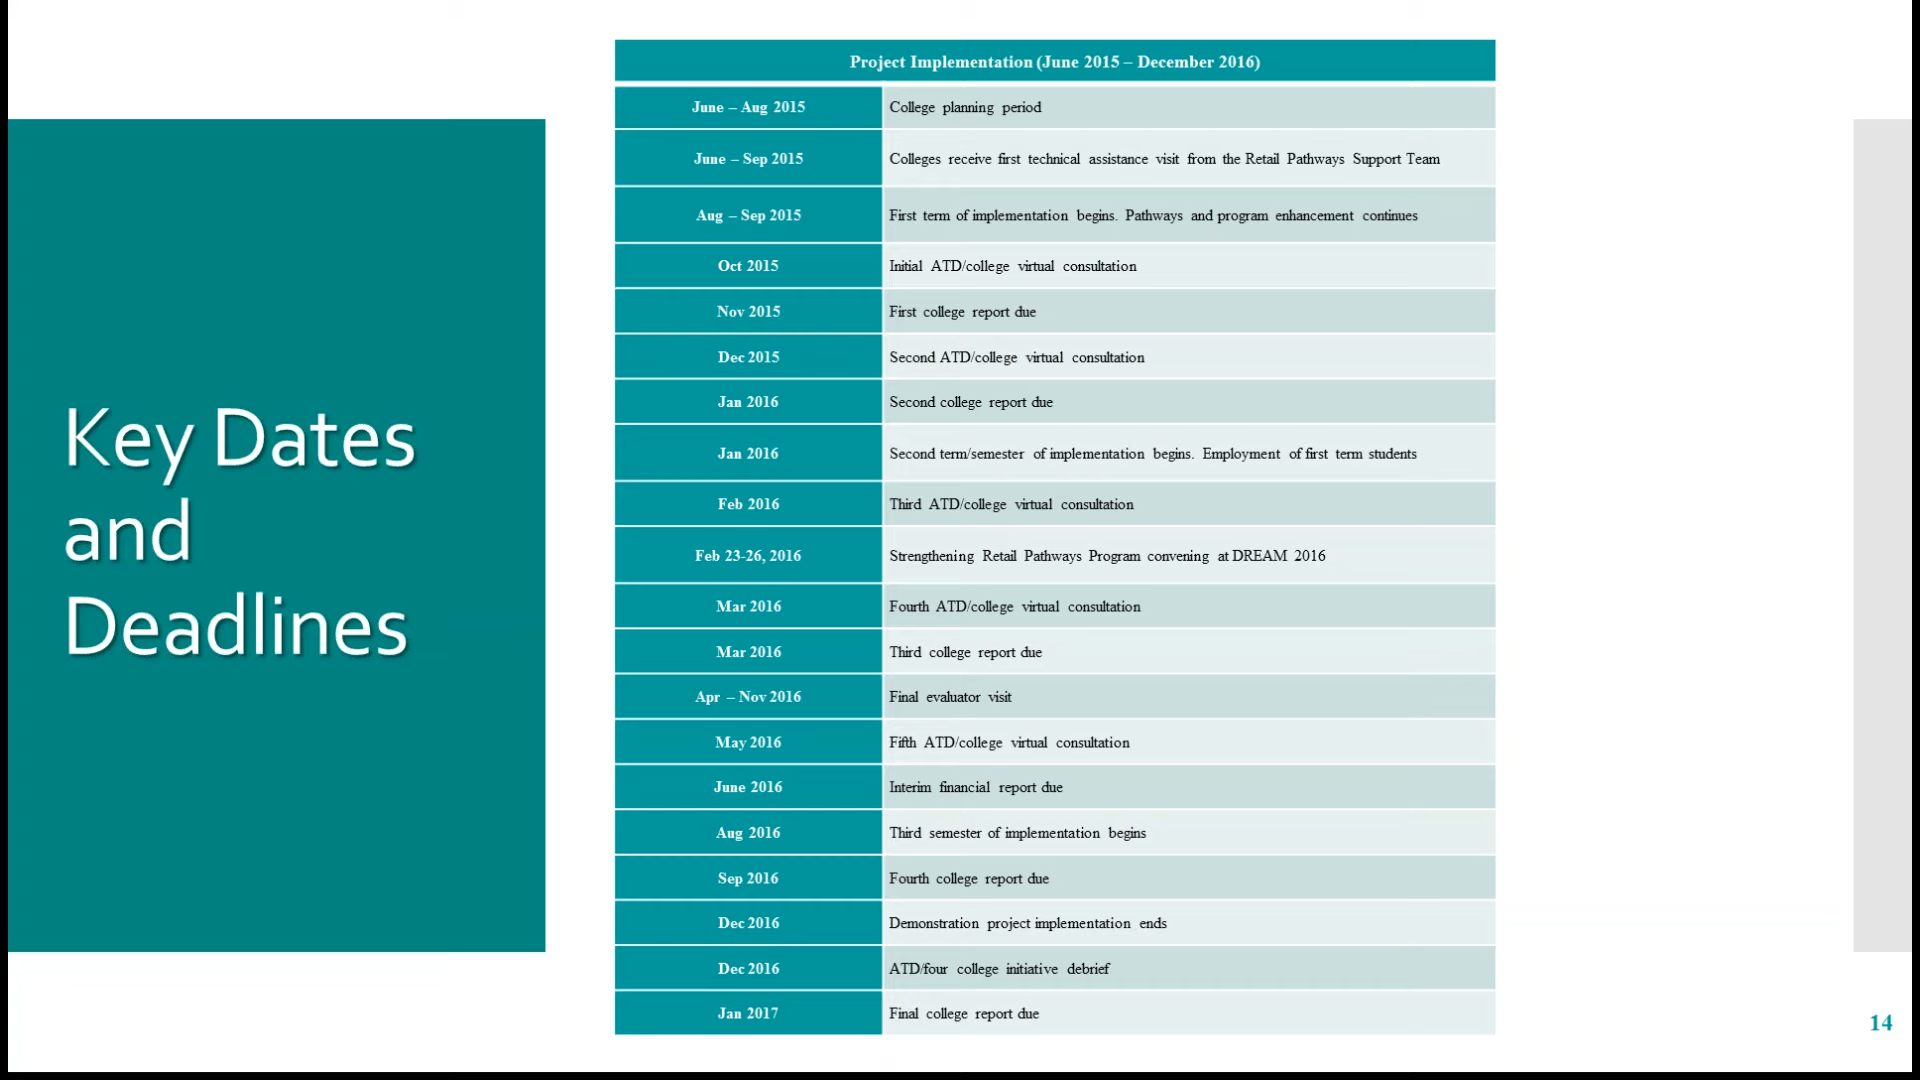 Key Dates
and
Deadlines
Project Implementation (June 2015 – December 2016)
June – Aug 2015 College planning period
June – Sep 2015 Colleges receive first technical assistance visit from the Retail Pathways Support Team
Aug – Sep 2015 First term of implementation begins. Pathways and program enhancement continues
Oct 2015 Initial ATD/college virtual consultation
Nov 2015 First college report due
Dec 2015 Second ATD/college virtual consultation
Jan 2016 Second college report due
Jan 2016 Second term/semester of implementation begins. Employment of first term students
Feb 2016 Third ATD/college virtual consultation
Feb 23-26, 2016 Strengthening Retail Pathways Program convening at DREAM 2016
Mar 2016 Fourth ATD/college virtual consultation
Mar 2016 Third college report due
Apr – Nov 2016 Final evaluator visit
May 2016 Fifth ATD/college virtual consultation
June 2016 Interim financial report due
Aug 2016 Third semester of implementation begins
Sep 2016 Fourth college report due
Dec 2016 Demonstration project implementation ends
Dec 2016 ATD/four college initiative debrief
Jan 2017 Final college report due
14